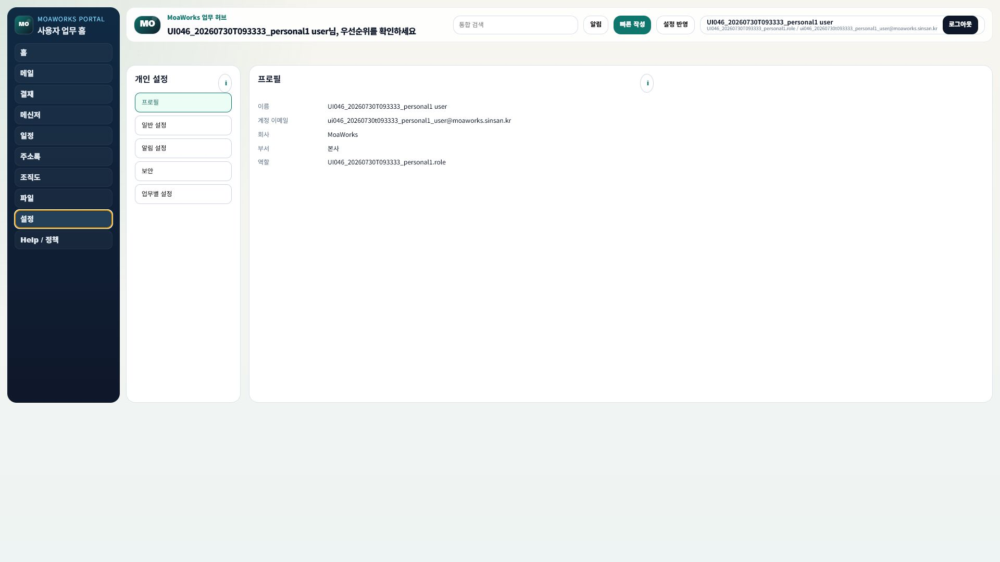 MO
MOAWORKS PORTAL
사용자 업무 홈
홈
메일
결재
메신저
일정
주소록
조직도
파일
설정
Help / 정책
MO
MoaWorks 업무 허브
UI046_20260730T093333_personal1 user님, 우선순위를 확인하세요
통합 검색
알림
빠른 작성
설정 반영
UI046_20260730T093333_personal1 user
UI046_20260730T093333_personal1.role / ui046_20260730t093333_personal1_user@moaworks.sinsan.kr
로그아웃
개인 설정
i
프로필
일반 설정
알림 설정
보안
업무별 설정
프로필
i
이름 UI046_20260730T093333_personal1 user
계정 이메일 ui046_20260730t093333_personal1_user@moaworks.sinsan.kr
회사 MoaWorks
부서 본사
역할 UI046_20260730T093333_personal1.role